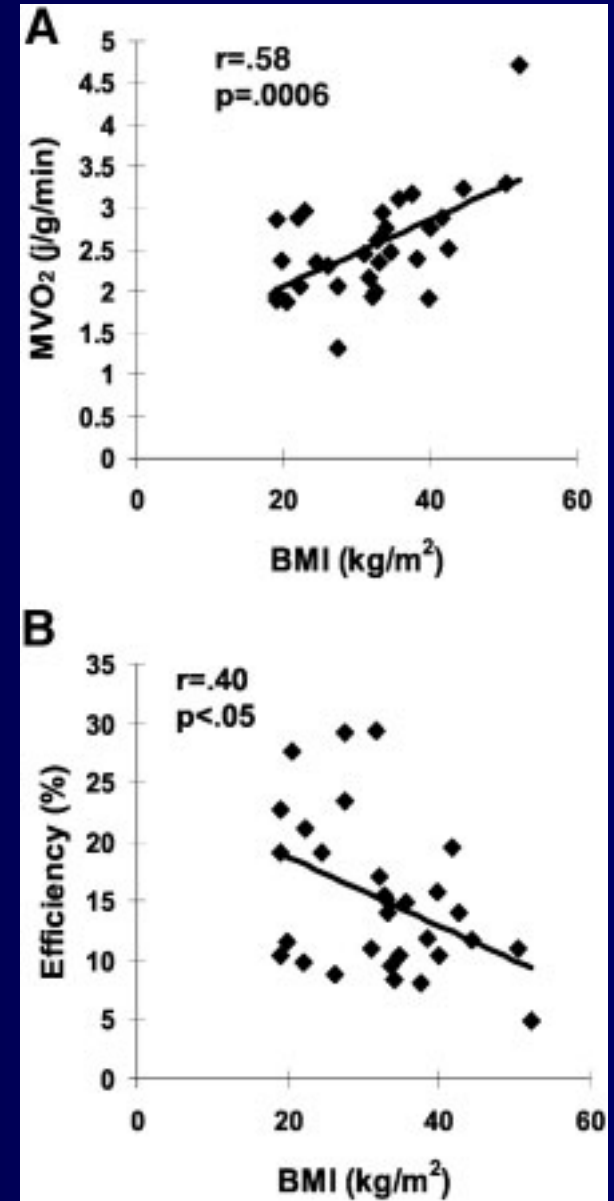 A
r=.58
p=.0006
5
4.5
4
3.5
3
2.5
2
1.5
1
0.5
0
MVO₂ (j/g/min)
0 20 40 60
BMI (kg/m²)
B
r=.40
p<.05
35
30
25
20
15
10
5
0
Efficiency (%)
0 20 40 60
BMI (kg/m²)